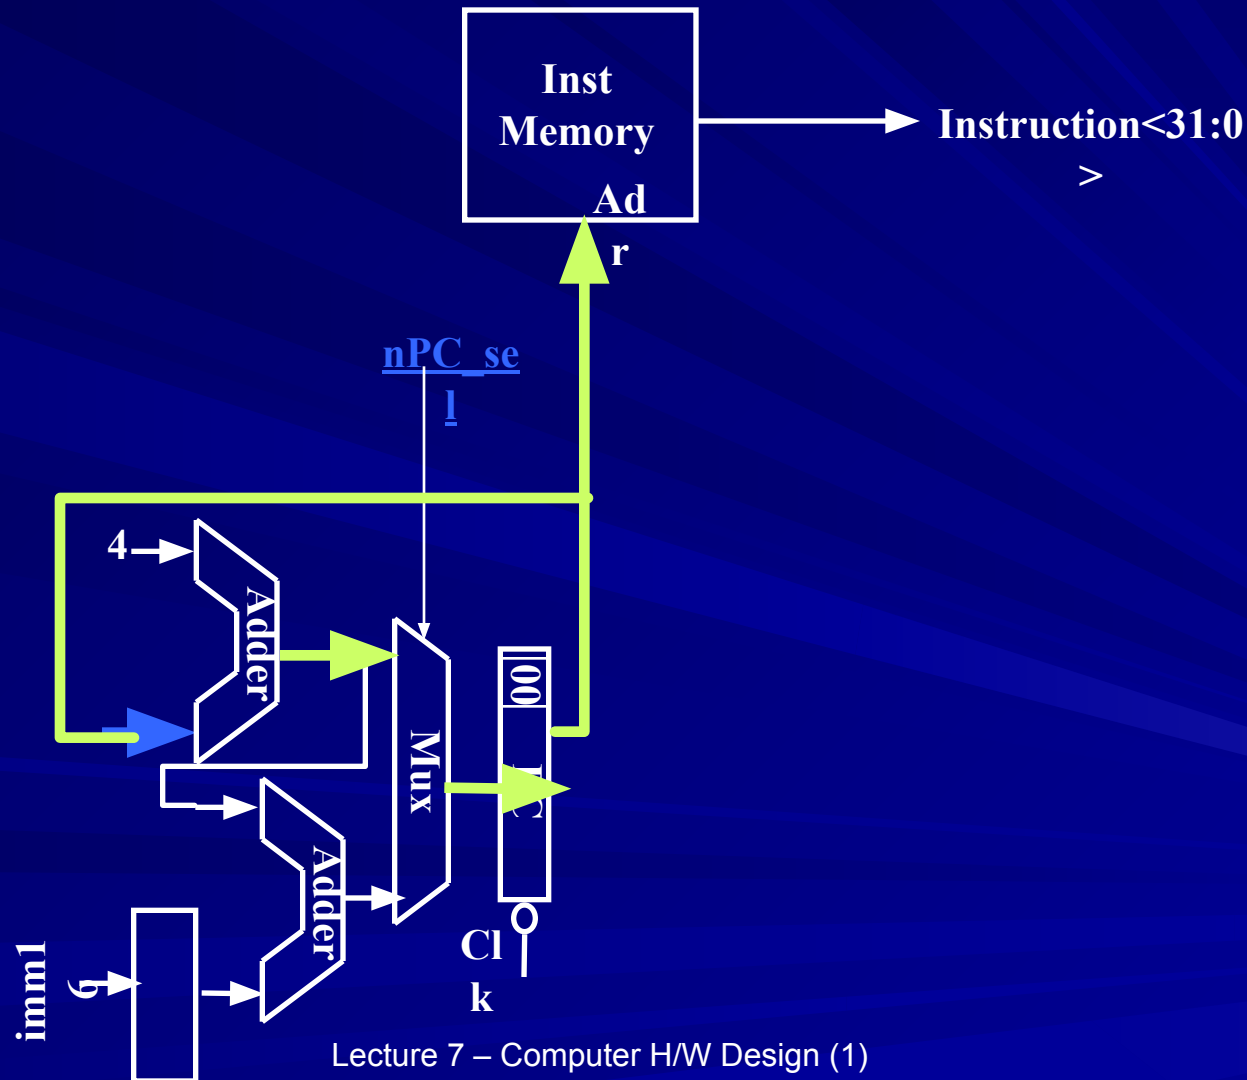 Inst
Memory
Ad
r
Instruction<31:0
>
nPC_se
l
4
Adder
00
Mux
PC
Adder
Cl
k
imm1
6
Lecture 7 – Computer H/W Design (1)